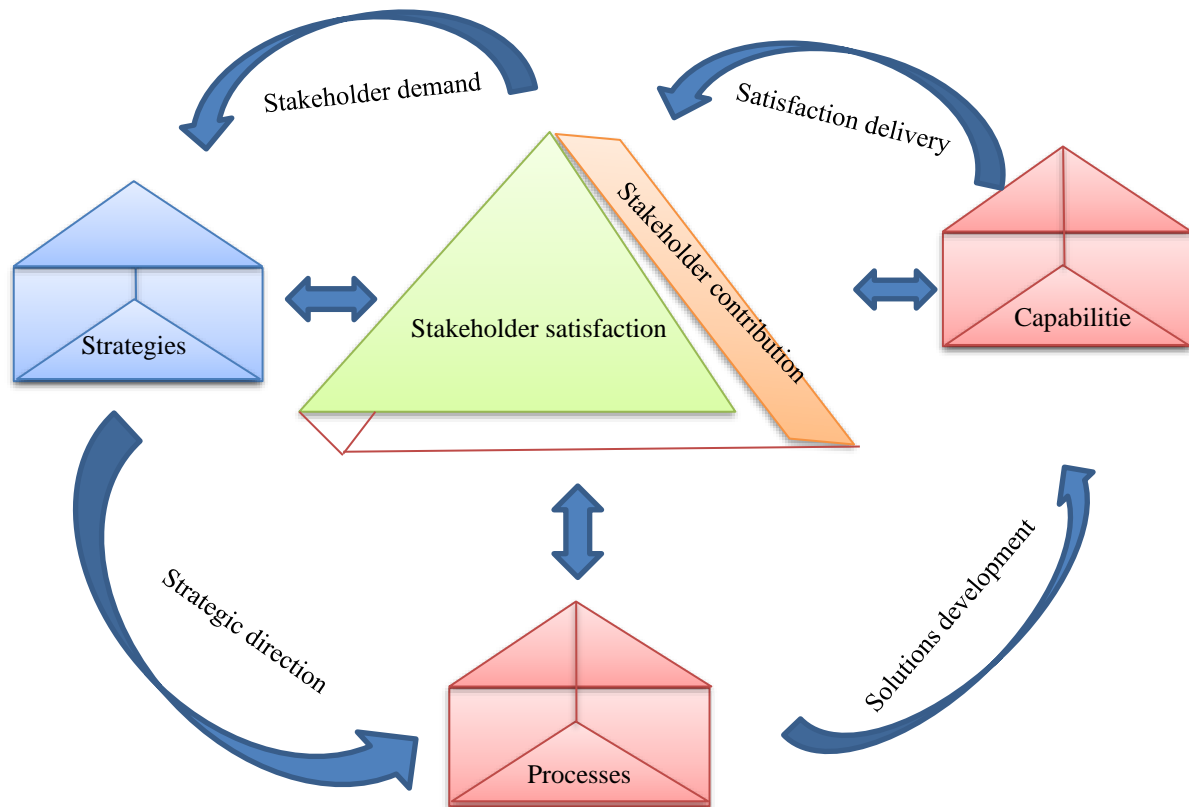 Stakeholder demand
Satisfaction delivery
Stakeholder contribution
Strategies
Stakeholder satisfaction
Capabilitie
Strategic direction
Solutions development
Processes